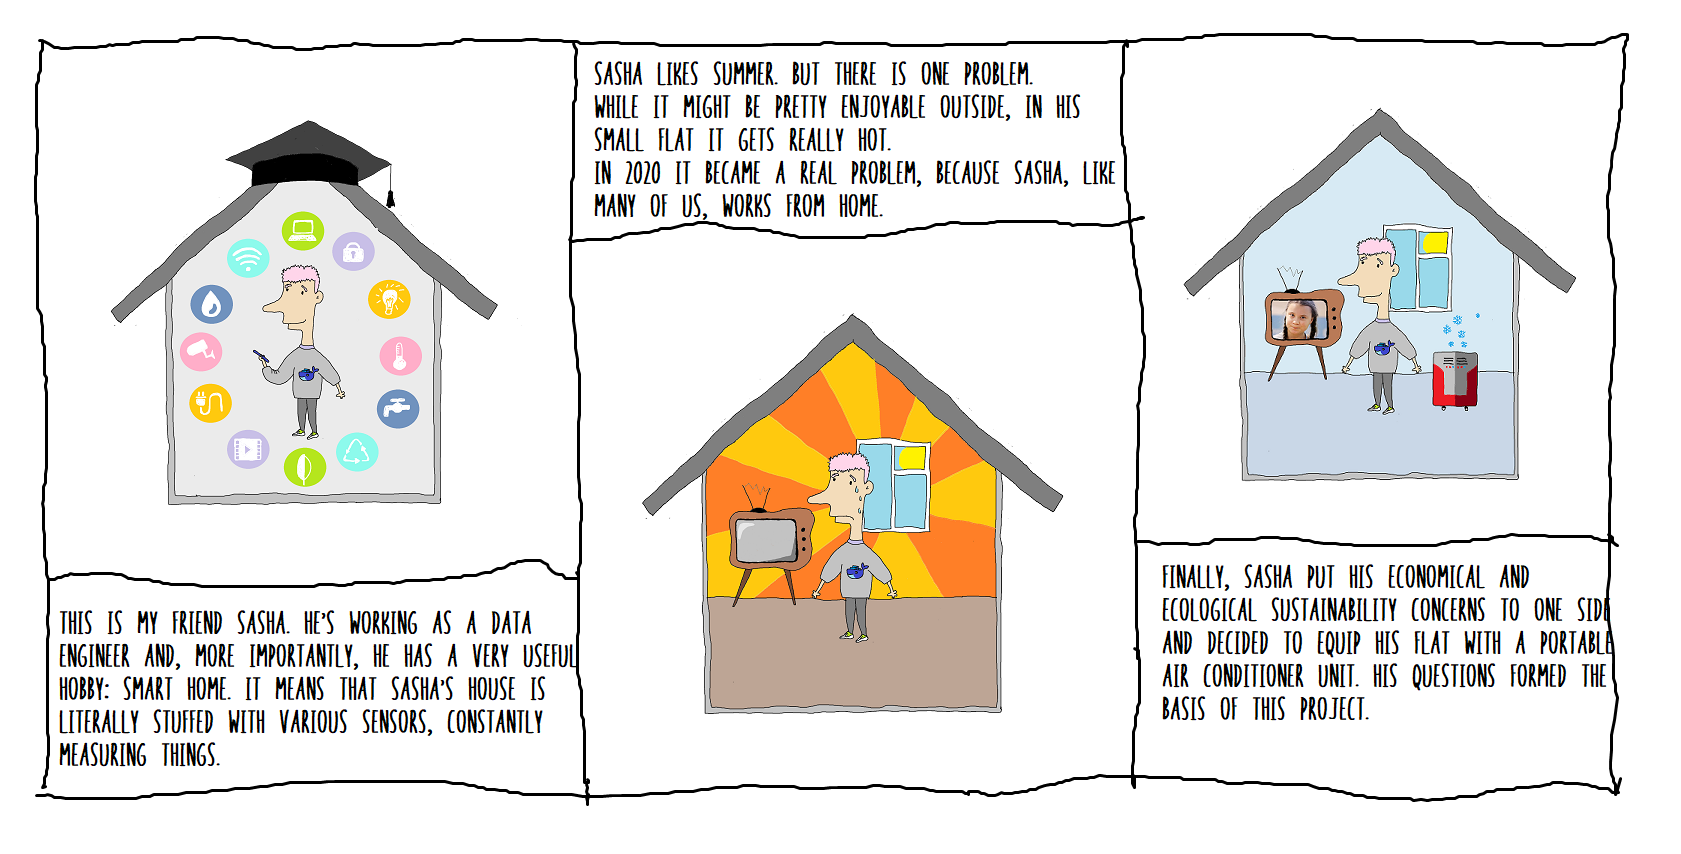 THIS IS MY FRIEND SASHA. HE'S WORKING AS A DATA
ENGINEER AND, MORE IMPORTANTLY, HE HAS A VERY USEFUL
HOBBY: SMART HOME. IT MEANS THAT SASHA'S HOUSE IS
LITERALLY STUFFED WITH VARIOUS SENSORS, CONSTANTLY
MEASURING THINGS.
SASHA LIKES SUMMER. BUT THERE IS ONE PROBLEM.
WHILE IT MIGHT BE PRETTY ENJOYABLE OUTSIDE, IN HIS
SMALL FLAT IT GETS REALLY HOT.
IN 2020 IT BECAME A REAL PROBLEM, BECAUSE SASHA, LIKE
MANY OF US, WORKS FROM HOME.
FINALLY, SASHA PUT HIS ECONOMICAL AND
ECOLOGICAL SUSTAINABILITY CONCERNS TO ONE SIDE
AND DECIDED TO EQUIP HIS FLAT WITH A PORTABLE
AIR CONDITIONER UNIT. HIS QUESTIONS FORMED THE
BASIS OF THIS PROJECT.